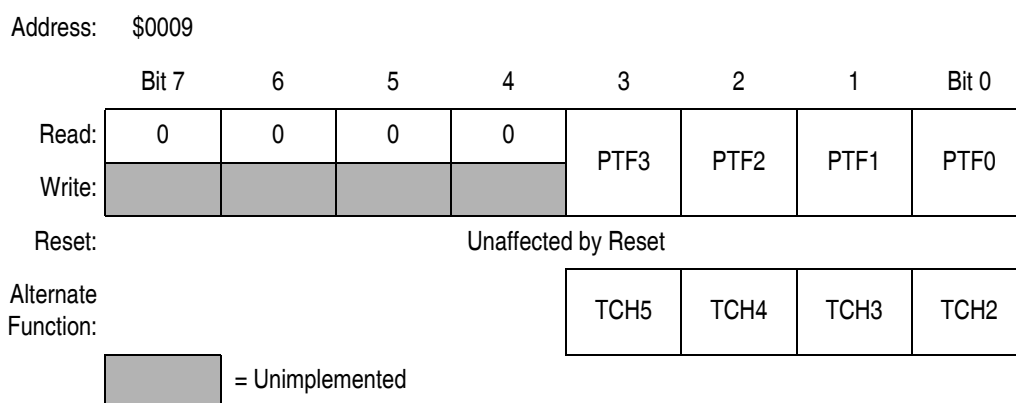 Address: $0009
Bit 7 6 5 4 3 2 1 Bit 0
Read: 0 0 0 0 PTF3 PTF2 PTF1 PTF0
Write:
Reset: Unaffected by Reset
Alternate
Function: TCH5 TCH4 TCH3 TCH2
= Unimplemented